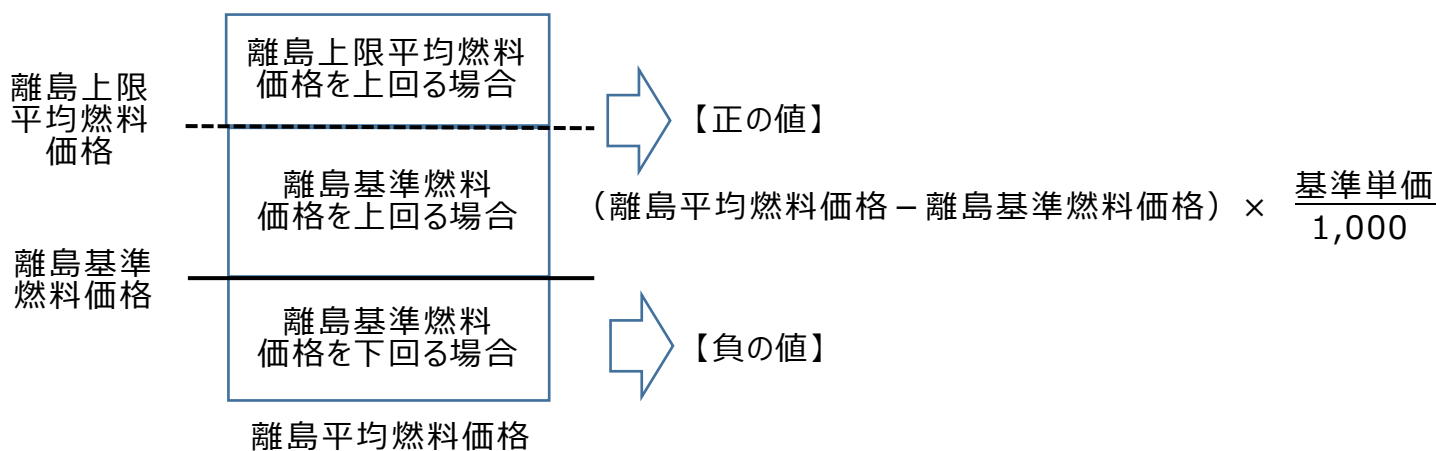 離島上限平均燃料
価格を上回る場合
離島上限
平均燃料
価格
【正の値】
離島基準燃料
価格を上回る場合
(離島平均燃料価格－離島基準燃料価格) × 基準単価
1,000
離島基準
燃料価格
離島基準燃料
価格を下回る場合
【負の値】
離島平均燃料価格